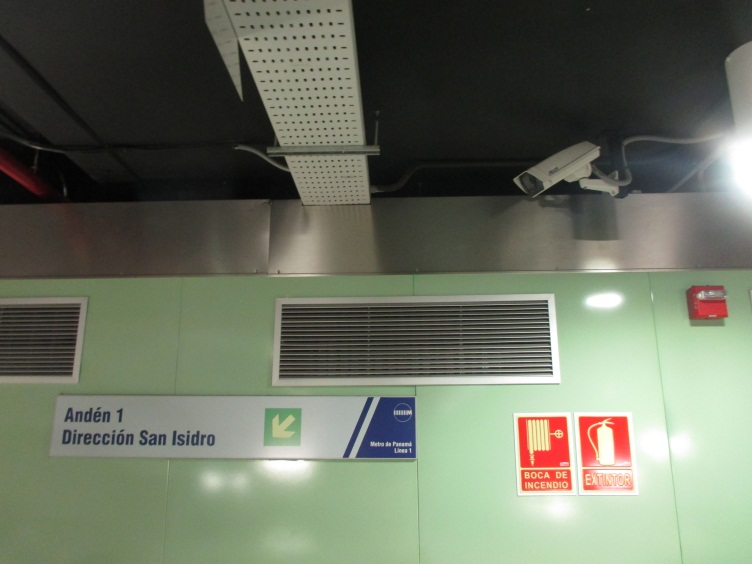 Andén 1
Dirección San Isidro
Metro de Panamá
Línea 1
BOCA DE
INCENDIO
EXTINTOR